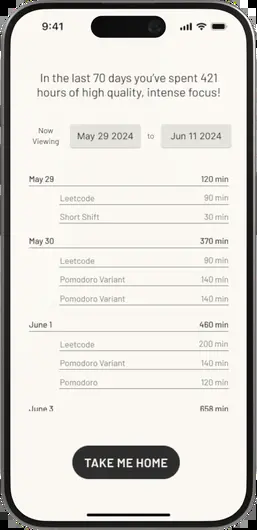 9:41
In the last 70 days you've spent 421
hours of high quality, intense focus!
Now Viewing May 29 2024 to Jun 11 2024
May 29 120 min
Leetcode 90 min
Short Shift 30 min
May 30 370 min
Leetcode 90 min
Pomodoro Variant 140 min
Pomodoro Variant 140 min
June 1 460 min
Leetcode 200 min
Pomodoro Variant 140 min
Pomodoro 120 min
June 3 658 min
TAKE ME HOME